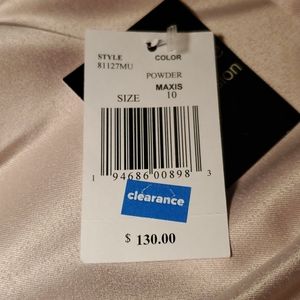 STYLE COLOR
81127MU
POWDER
MAXIS
SIZE 10
1 94686 00898 3
clearance
$ 130.00